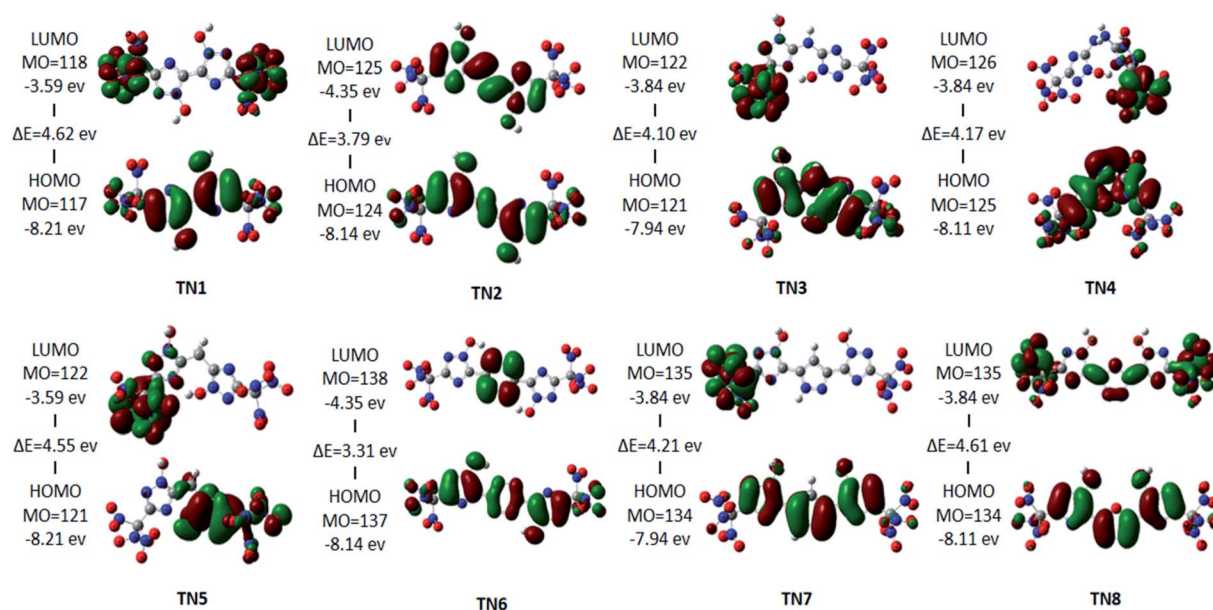 LUMO
MO=118
-3.59 ev
ΔE=4.62 ev
HOMO
MO=117
-8.21 ev
TN1
LUMO
MO=125
-4.35 ev
ΔE=3.79 ev
HOMO
MO=124
-8.14 ev
TN2
LUMO
MO=122
-3.84 ev
ΔE=4.10 ev
HOMO
MO=121
-7.94 ev
TN3
LUMO
MO=126
-3.84 ev
ΔE=4.17 ev
HOMO
MO=125
-8.11 ev
TN4
LUMO
MO=122
-3.59 ev
ΔE=4.55 ev
HOMO
MO=121
-8.21 ev
TN5
LUMO
MO=138
-4.35 ev
ΔE=3.31 ev
HOMO
MO=137
-8.14 ev
TN6
LUMO
MO=135
-3.84 ev
ΔE=4.21 ev
HOMO
MO=134
-7.94 ev
TN7
LUMO
MO=135
-3.84 ev
ΔE=4.61 ev
HOMO
MO=134
-8.11 ev
TN8